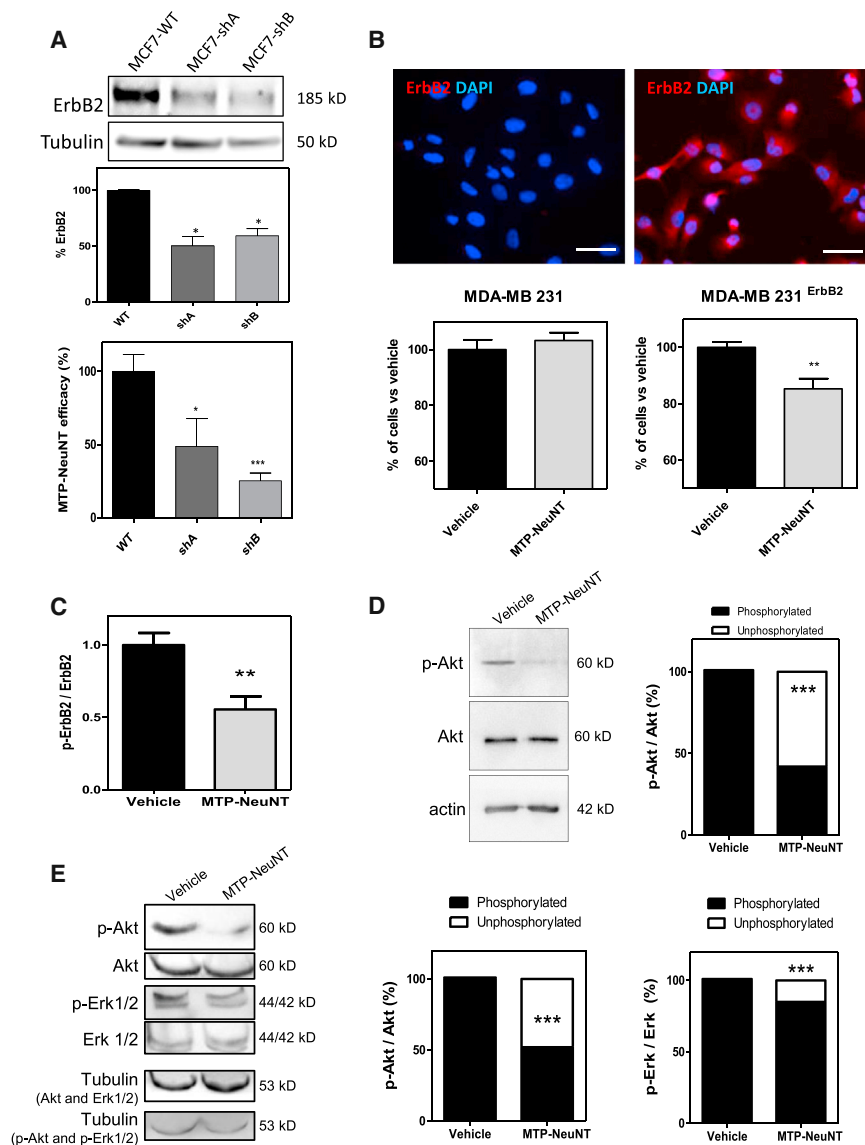 A
MCF7-WT
MCF7-shA
MCF7-shB
ErbB2
185 kD
Tubulin
50 kD
% ErbB2
100
50
0
*
*
WT
shA
shB
MTP-NeuNT efficacy (%)
100
50
0
*
***
WT
shA
shB
B
ErbB2 DAPI
ErbB2 DAPI
MDA-MB 231
% of cells vs vehicle
100
80
60
Vehicle
MTP-NeuNT
MDA-MB 231 ErbB2
% of cells vs vehicle
100
80
60
**
Vehicle
MTP-NeuNT
C
p-ErbB2 / ErbB2
1.0
0.5
0.0
**
Vehicle
MTP-NeuNT
D
Vehicle
MTP-NeuNT
p-Akt
60 kD
Akt
60 kD
actin
42 kD
Phosphorylated
Unphosphorylated
p-Akt / Akt (%)
100
50
0
***
Vehicle
MTP-NeuNT
E
Vehicle
MTP-NeuNT
p-Akt
60 kD
Akt
60 kD
p-Erk1/2
44/42 kD
Erk 1/2
44/42 kD
Tubulin
(Akt and Erk1/2)
53 kD
Tubulin
(p-Akt and p-Erk1/2)
53 kD
Phosphorylated
Unphosphorylated
p-Akt / Akt (%)
100
50
0
***
Vehicle
MTP-NeuNT
Phosphorylated
Unphosphorylated
p-Erk / Erk (%)
100
50
0
***
Vehicle
MTP-NeuNT